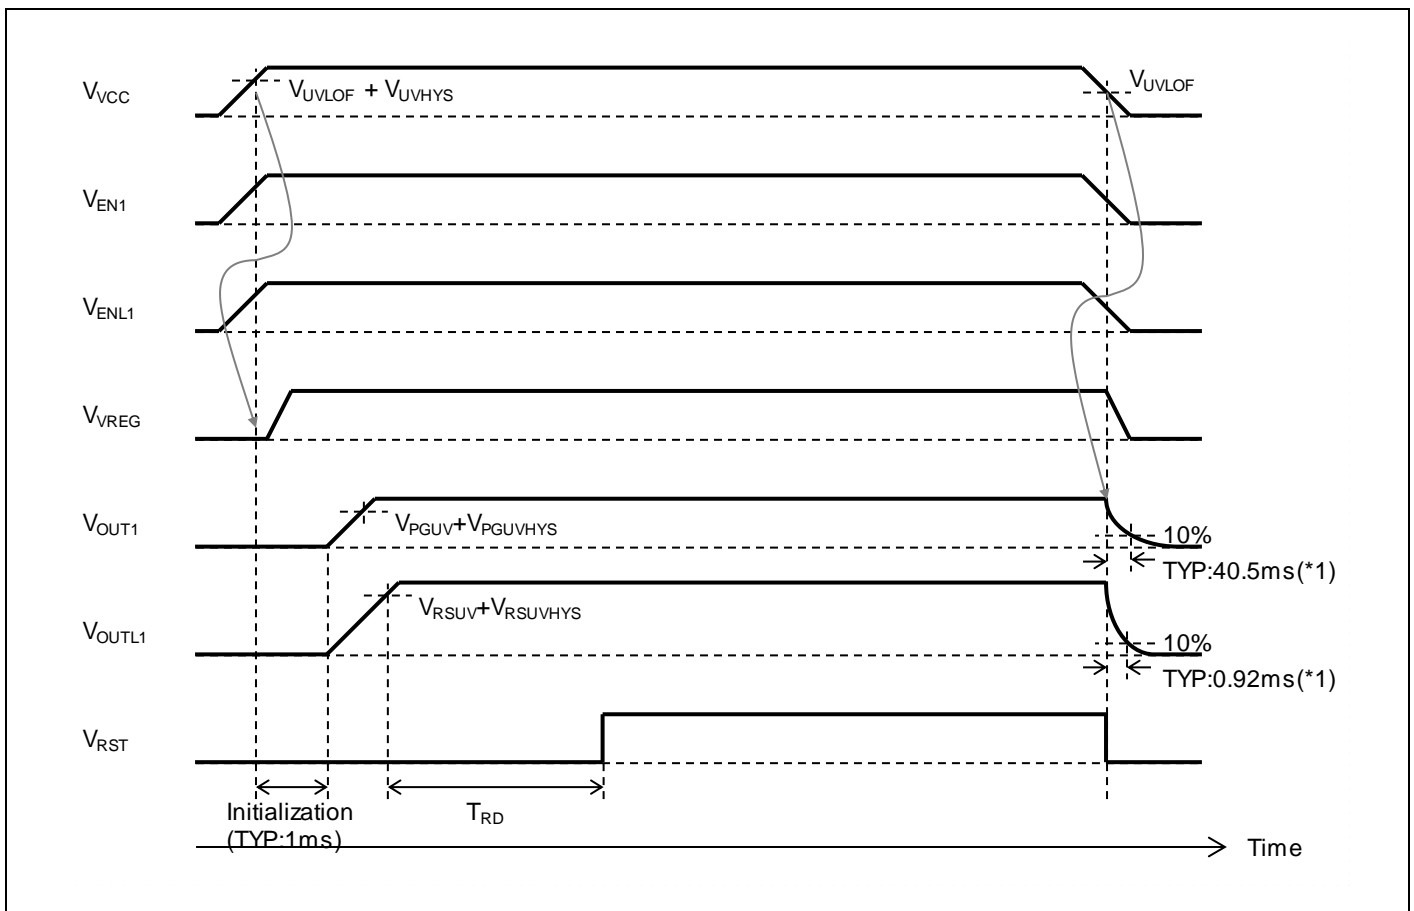 VVCC
VUVLOF + VUVHYS
VUVLOF
VEN1
VENL1
VVREG
VOUT1
VPGUV+VPGUVHYS
10%
TYP:40.5ms(*1)
VOUTL1
VRSUV+VRSUVHYS
10%
TYP:0.92ms(*1)
VRST
Initialization
(TYP:1ms)
TRD
Time